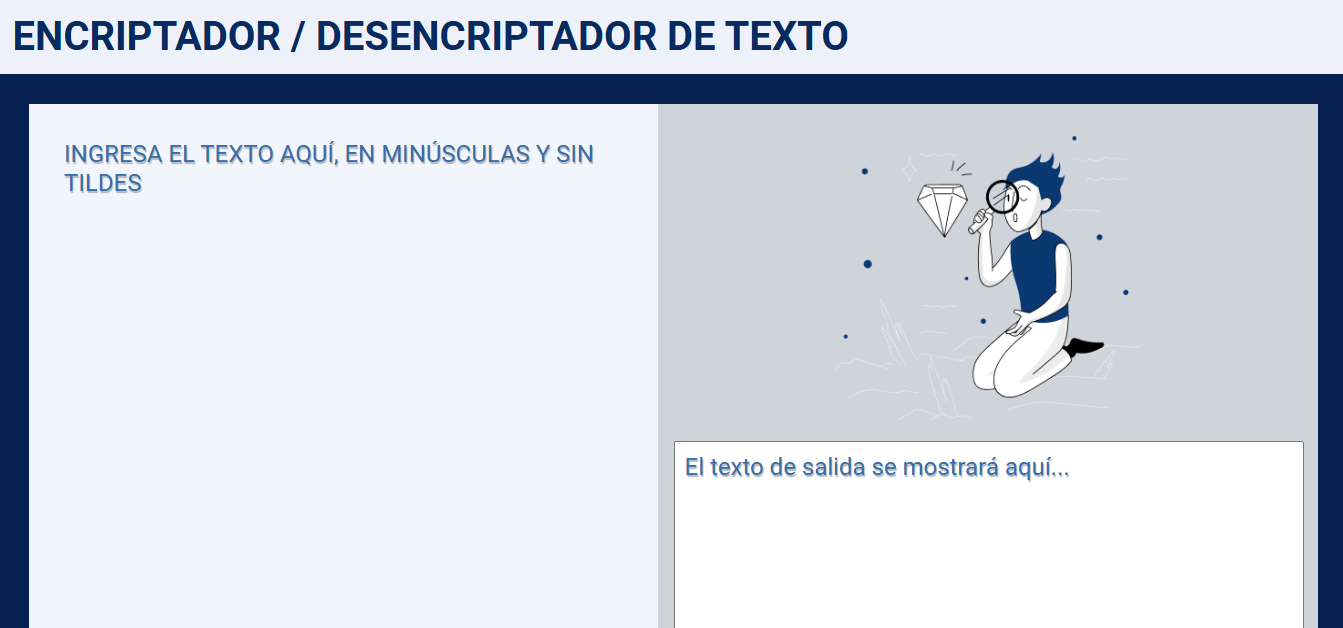 ENCRIPTADOR / DESENCRIPTADOR DE TEXTO
INGRESA EL TEXTO AQUÍ, EN MINÚSCULAS Y SIN
TILDES
El texto de salida se mostrará aquí...